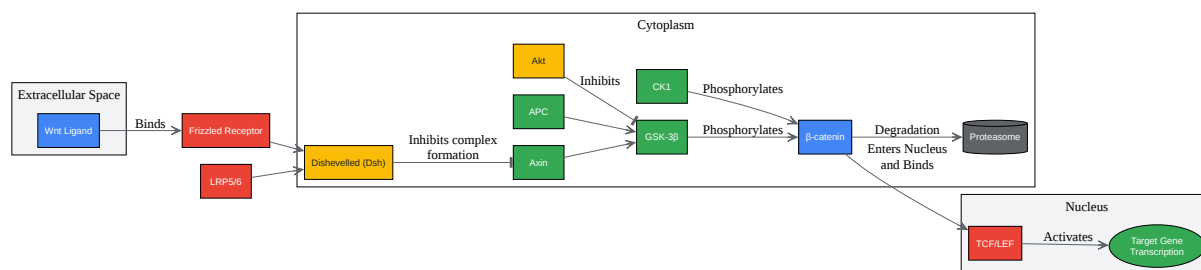 Cytoplasm
Extracellular Space
Wnt Ligand
Binds
Frizzled Receptor
LRP5/6
Dishevelled (Dsh)
Inhibits complex
formation
Akt
Inhibits
APC
Axin
CK1
Phosphorylates
GSK-3β
Phosphorylates
β-catenin
Degradation
Proteasome
Enters Nucleus
and Binds
Nucleus
TCF/LEF
Activates
Target Gene
Transcription